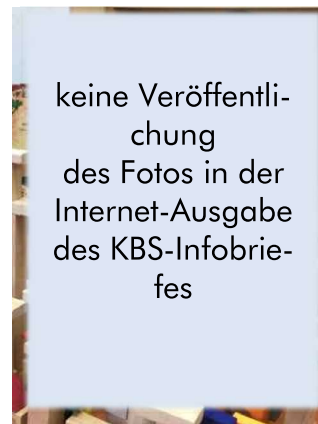 keine Veröffentli-
chung
des Fotos in der
Internet-Ausgabe
des KBS-Infobrie-
fes